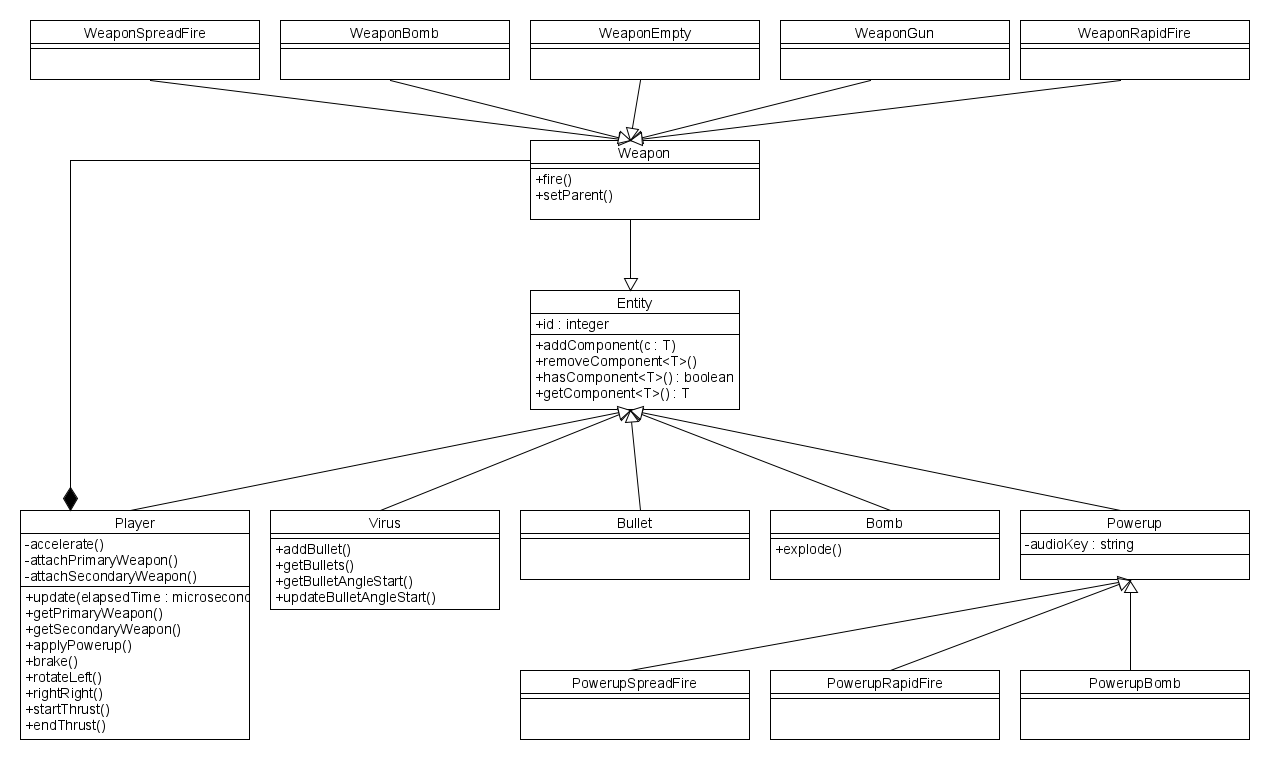 WeaponSpreadFire
WeaponBomb
WeaponEmpty
WeaponGun
WeaponRapidFire
Weapon
+fire()
+setParent()
Entity
+id : integer
+addComponent(c : T)
+removeComponent<T>()
+hasComponent<T>() : boolean
+getComponent<T>() : T
Player
-accelerate()
-attachPrimaryWeapon()
-attachSecondaryWeapon()
+update(elapsedTime : microsecond
+getPrimaryWeapon()
+getSecondaryWeapon()
+applyPowerup()
+brake()
+rotateLeft()
+rightRight()
+startThrust()
+endThrust()
Virus
+addBullet()
+getBullets()
+getBulletAngleStart()
+updateBulletAngleStart()
Bullet
Bomb
+explode()
Powerup
-audioKey : string
PowerupSpreadFire
PowerupRapidFire
PowerupBomb